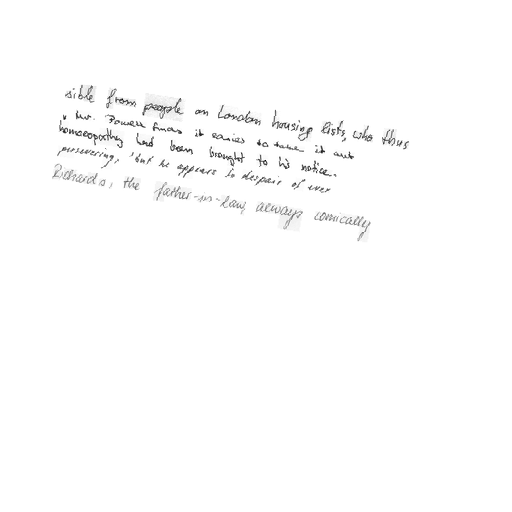 sible from people on London housing lists, who thus
" Mr. Powell finds it easier to take it out
homoeopathy had been brought to his notice.
persevering, 'but he appears to despair of ever
Richards, the father-in-law, always comically